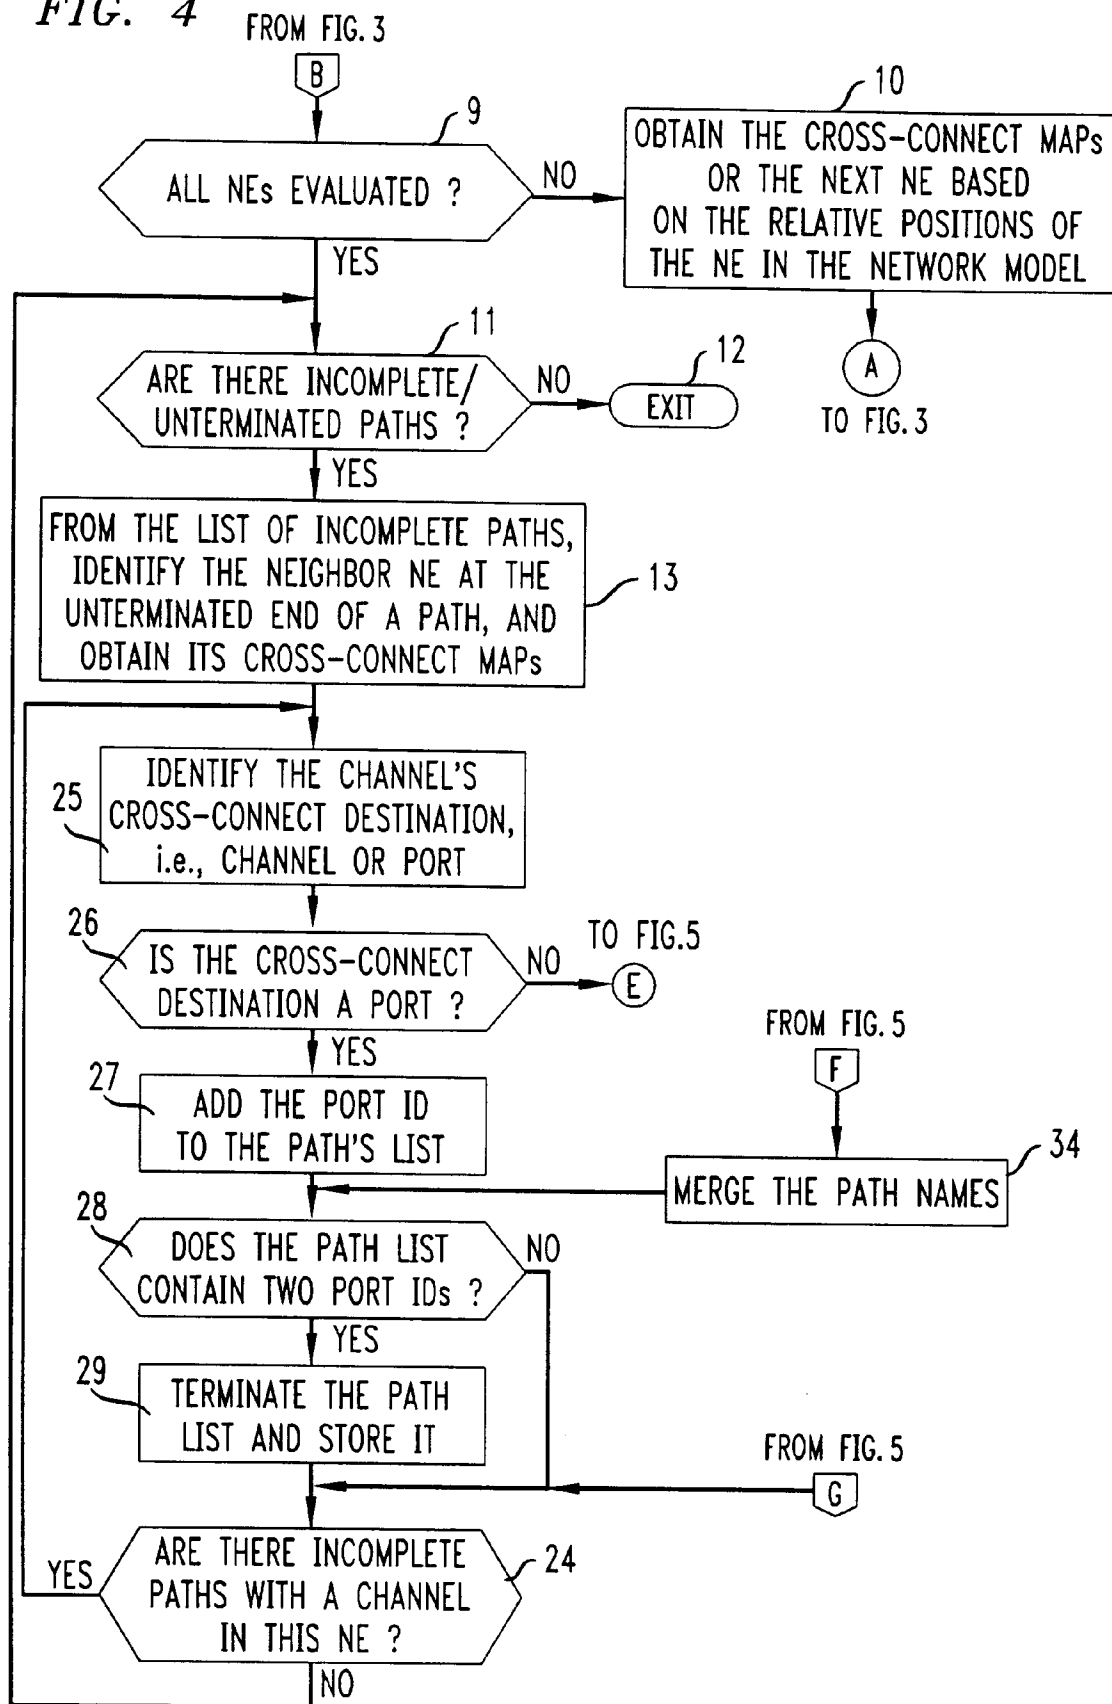 FIG. 4
FROM FIG. 3
B
9
ALL NEs EVALUATED ?
NO
YES
10
OBTAIN THE CROSS-CONNECT MAPs
OR THE NEXT NE BASED
ON THE RELATIVE POSITIONS OF
THE NE IN THE NETWORK MODEL
A
TO FIG. 3
11
ARE THERE INCOMPLETE/
UNTERMINATED PATHS ?
NO
12
EXIT
YES
FROM THE LIST OF INCOMPLETE PATHS,
IDENTIFY THE NEIGHBOR NE AT THE
UNTERMINATED END OF A PATH, AND
OBTAIN ITS CROSS-CONNECT MAPs
13
25
IDENTIFY THE CHANNEL'S
CROSS-CONNECT DESTINATION,
i.e., CHANNEL OR PORT
26
IS THE CROSS-CONNECT
DESTINATION A PORT ?
NO
TO FIG.5
E
YES
27
ADD THE PORT ID
TO THE PATH'S LIST
FROM FIG. 5
F
34
MERGE THE PATH NAMES
28
DOES THE PATH LIST
CONTAIN TWO PORT IDs ?
NO
YES
29
TERMINATE THE PATH
LIST AND STORE IT
FROM FIG. 5
G
24
ARE THERE INCOMPLETE
PATHS WITH A CHANNEL
IN THIS NE ?
YES
NO